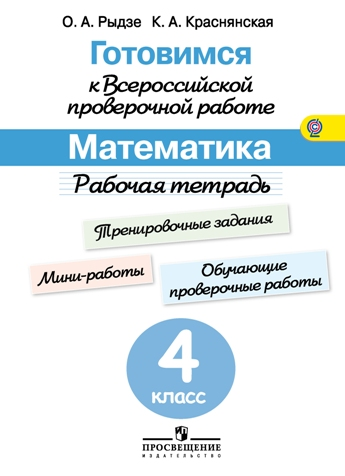 О. А. Рыдзе К. А. Краснянская
Готовимся
к Всероссийской
проверочной работе
Математика
Рабочая тетрадь
Тренировочные задания
Мини-работы
Обучающие
проверочные работы
4
класс
ПРОСВЕЩЕНИЕ
ИЗДАТЕЛЬСТВО